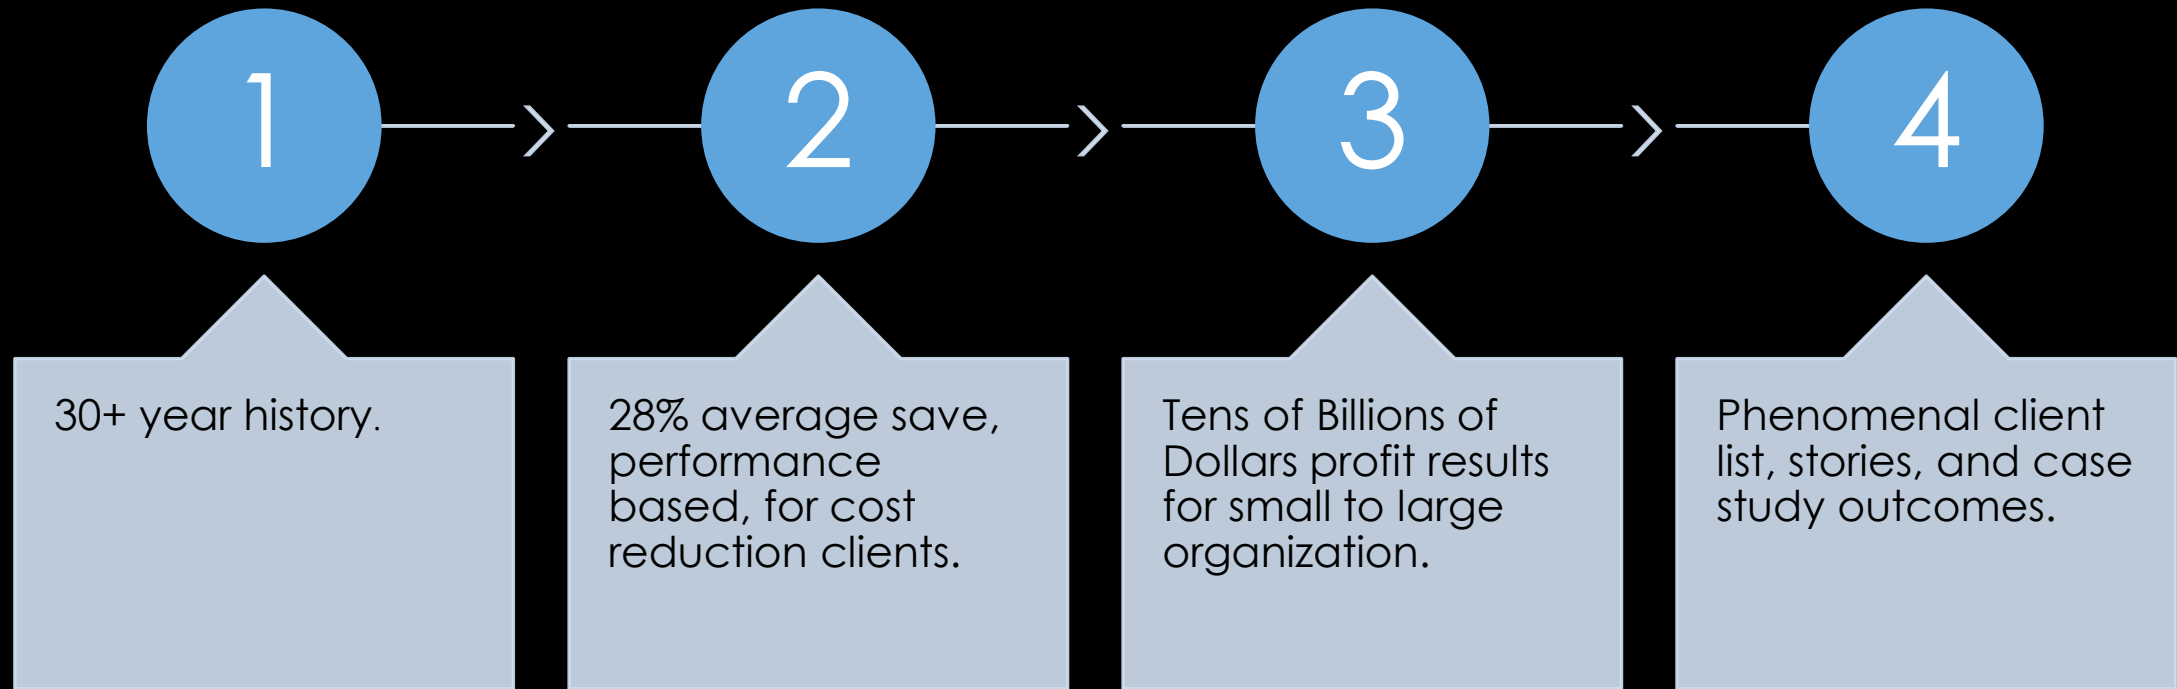 1
2
3
4
30+ year history.
28% average save,
performance
based, for cost
reduction clients.
Tens of Billions of
Dollars profit results
for small to large
organization.
Phenomenal client
list, stories, and case
study outcomes.